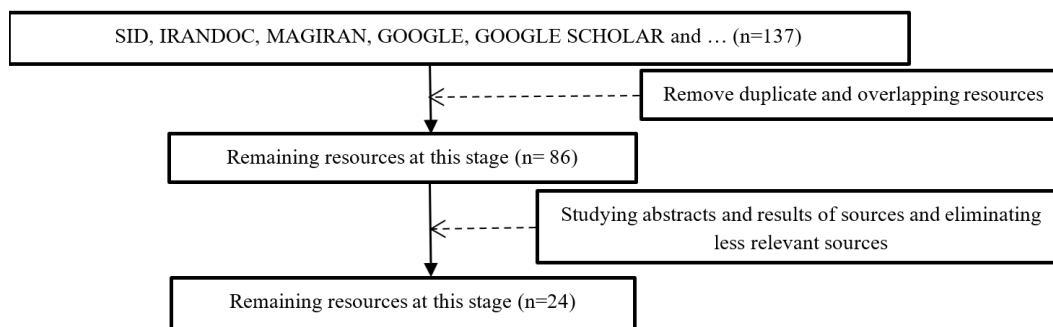 SID, IRANDOC, MAGIRAN, GOOGLE, GOOGLE SCHOLAR and … (n=137)
Remove duplicate and overlapping resources
Remaining resources at this stage (n= 86)
Studying abstracts and results of sources and eliminating
less relevant sources
Remaining resources at this stage (n=24)